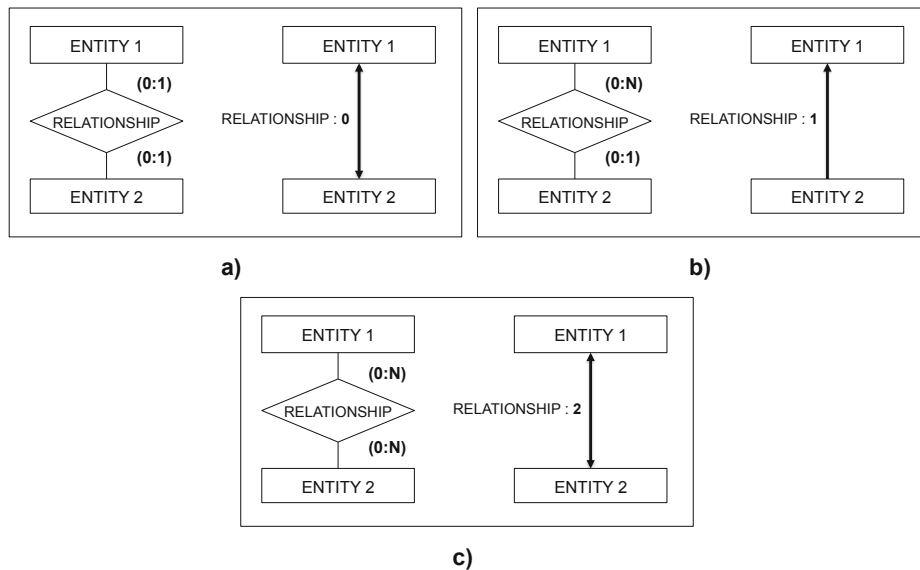 ENTITY 1
(0:1)
RELATIONSHIP
(0:1)
ENTITY 2
ENTITY 1
RELATIONSHIP : 0
ENTITY 2
a)
ENTITY 1
(0:N)
RELATIONSHIP
(0:1)
ENTITY 2
ENTITY 1
RELATIONSHIP : 1
ENTITY 2
b)
ENTITY 1
(0:N)
RELATIONSHIP
(0:N)
ENTITY 2
ENTITY 1
RELATIONSHIP : 2
ENTITY 2
c)